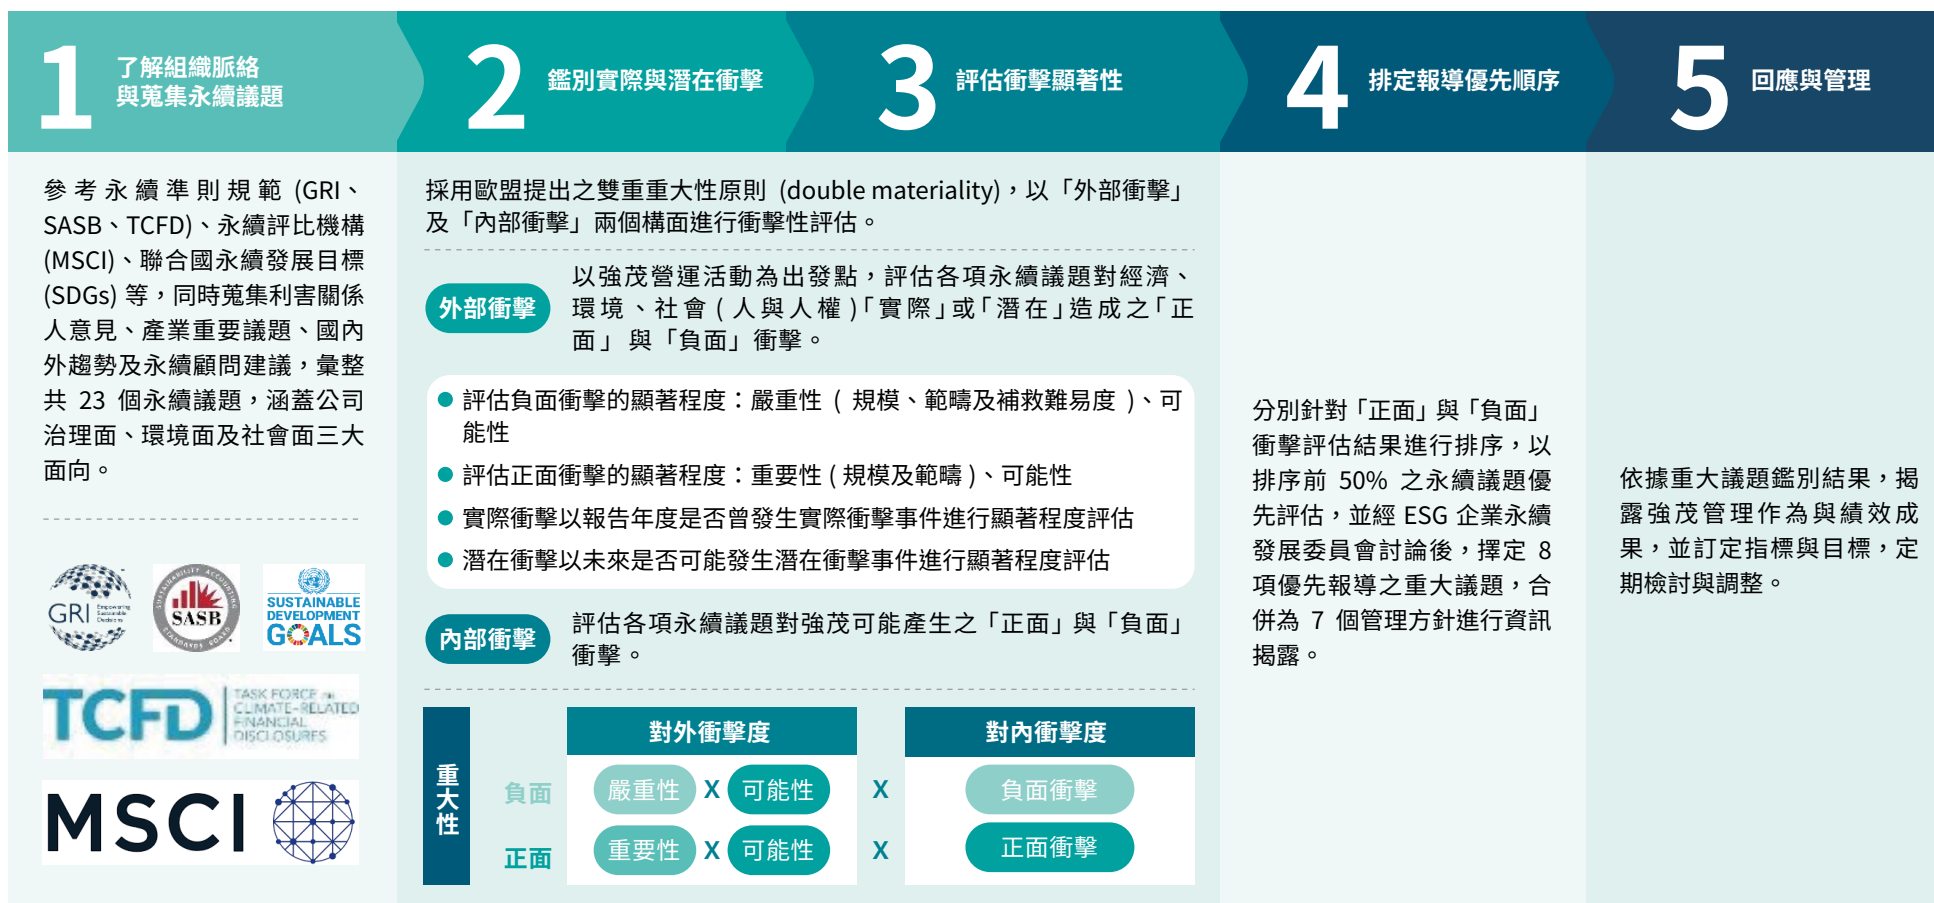 1
了解組織脈絡
與蒐集永續議題
2
鑑別實際與潛在衝擊
3
評估衝擊顯著性
4
排定報導優先順序
5
回應與管理
參考永續準則規範 (GRI、
SASB、TCFD)、永續評比機構
(MSCI)、聯合國永續發展目標
(SDGs) 等，同時蒐集利害關係
人意見、產業重要議題、國內
外趨勢及永續顧問建議，彙整
共 23 個永續議題，涵蓋公司
治理面、環境面及社會面三大
面向。
GRI
Empowering
Sustainable
Decisions
SUSTAINABILITY ACCOUNTING
SASB
STANDARDS BOARD
SUSTAINABLE
DEVELOPMENT
GOALS
TCFD
TASK FORCE ON
CLIMATE-RELATED
FINANCIAL
DISCLOSURES
MSCI
採用歐盟提出之雙重重大性原則 (double materiality)，以「外部衝擊」
及「內部衝擊」兩個構面進行衝擊性評估。
外部衝擊
以強茂營運活動為出發點，評估各項永續議題對經濟、
環境、社會 ( 人與人權 )「實際」或「潛在」造成之「正
面」 與「負面」衝擊。
評估負面衝擊的顯著程度：嚴重性 ( 規模、範疇及補救難易度 )、可
能性
評估正面衝擊的顯著程度：重要性 ( 規模及範疇 )、可能性
實際衝擊以報告年度是否曾發生實際衝擊事件進行顯著程度評估
潛在衝擊以未來是否可能發生潛在衝擊事件進行顯著程度評估
內部衝擊
評估各項永續議題對強茂可能產生之「正面」與「負面」
衝擊。
重大性
對外衝擊度
對內衝擊度
負面 嚴重性 X 可能性 X 負面衝擊
正面 重要性 X 可能性 X 正面衝擊
分別針對「正面」與「負面」
衝擊評估結果進行排序，以
排序前 50% 之永續議題優
先評估，並經 ESG 企業永續
發展委員會討論後，擇定 8
項優先報導之重大議題，合
併為 7 個管理方針進行資訊
揭露。
依據重大議題鑑別結果，揭
露強茂管理作為與績效成
果，並訂定指標與目標，定
期檢討與調整。